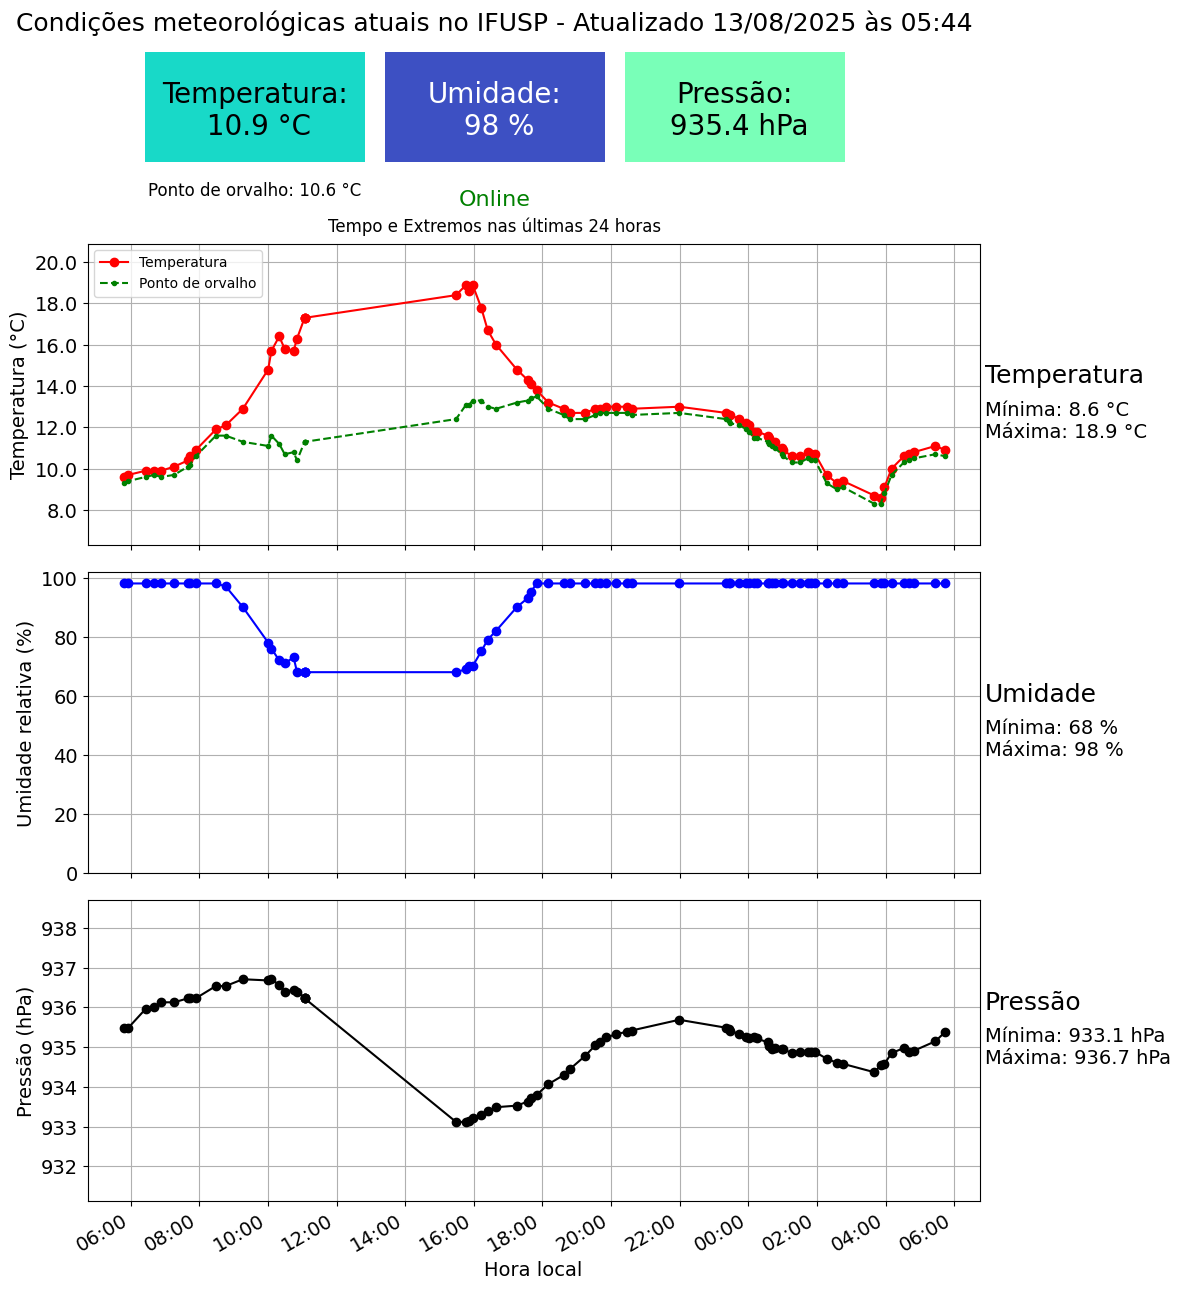 Condições meteorológicas atuais no IFUSP - Atualizado 13/08/2025 às 05:44
Temperatura:
10.9 °C
Umidade:
98 %
Pressão:
935.4 hPa
Ponto de orvalho: 10.6 °C
Online
Tempo e Extremos nas últimas 24 horas
Temperatura (°C)
20.0
18.0
16.0
14.0
12.0
10.0
8.0
Temperatura
Ponto de orvalho
Temperatura
Mínima: 8.6 °C
Máxima: 18.9 °C
Umidade relativa (%)
100
80
60
40
20
0
Umidade
Mínima: 68 %
Máxima: 98 %
Pressão (hPa)
938
937
936
935
934
933
932
Pressão
Mínima: 933.1 hPa
Máxima: 936.7 hPa
06:00
08:00
10:00
12:00
14:00
16:00
18:00
20:00
22:00
00:00
02:00
04:00
06:00
Hora local